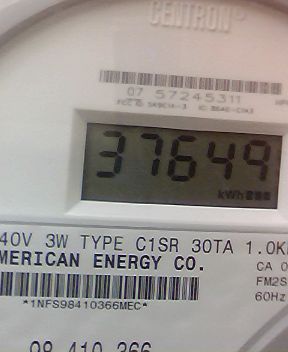 CENTRON®
07 57245311
37649
kWh
40V 3W TYPE C1SR 30TA 1.0K
MERICAN ENERGY CO.
CA 0
FM2S
60Hz
*1NFS98410366MEC*
98 410 366